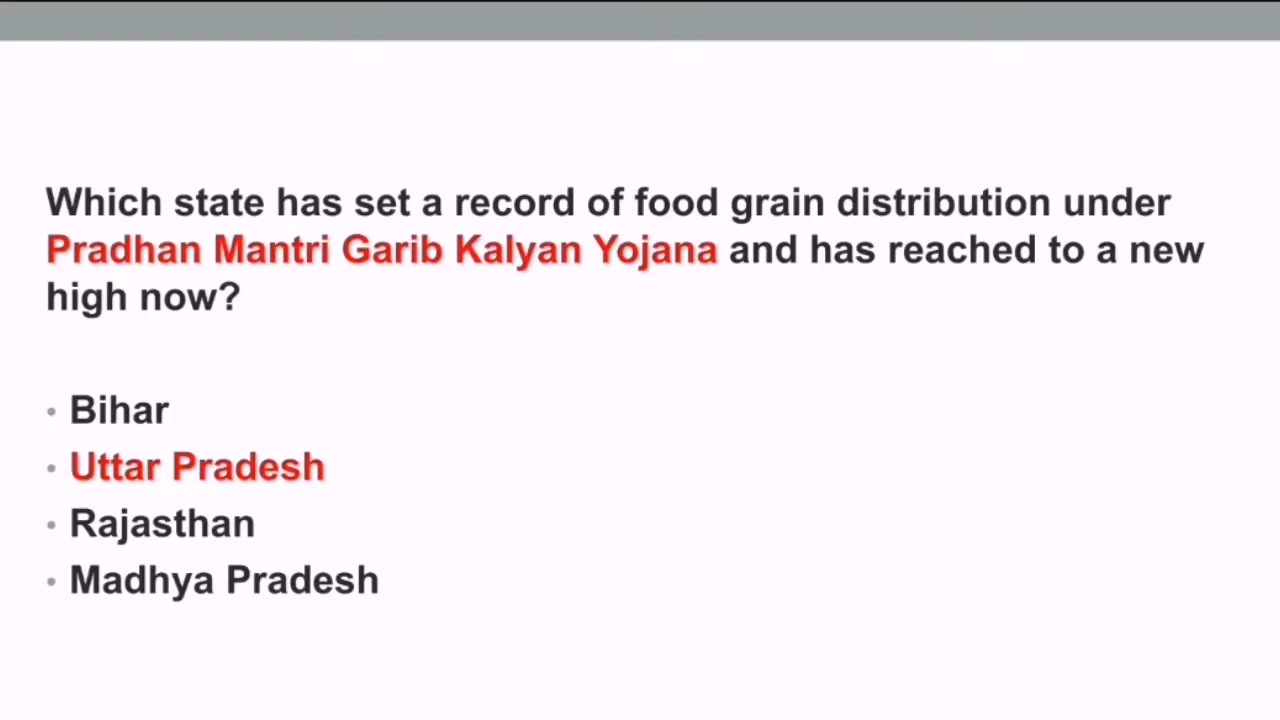 Which state has set a record of food grain distribution under
Pradhan Mantri Garib Kalyan Yojana and has reached to a new
high now?
• Bihar
• Uttar Pradesh
• Rajasthan
• Madhya Pradesh